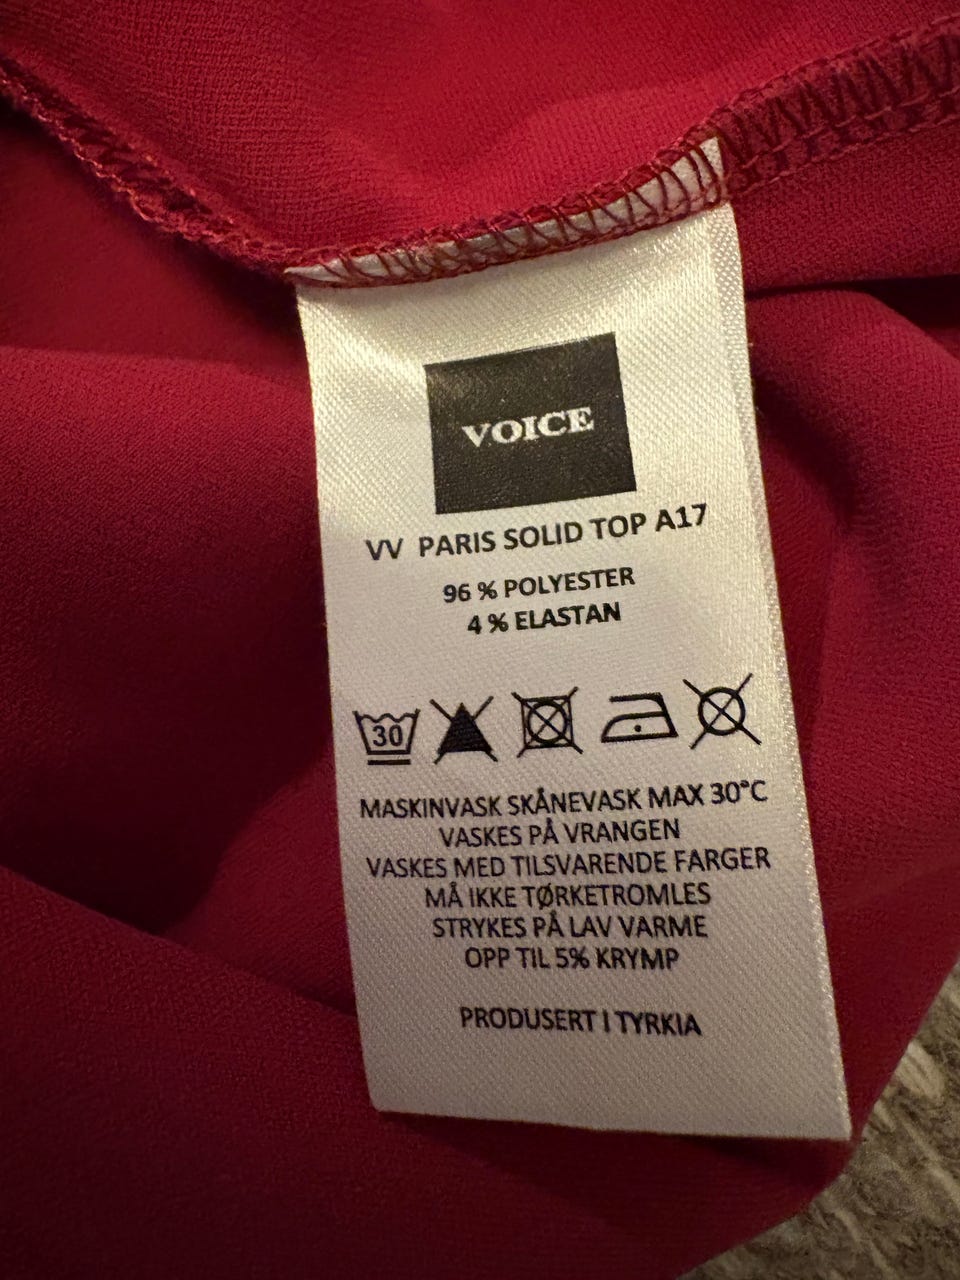 VOICE
VV PARIS SOLID TOP A17
96 % POLYESTER
4 % ELASTAN
30
MASKINVASK SKÅNEVASK MAX 30°C
VASKES PÅ VRANGEN
VASKES MED TILSVARENDE FARGER
MÅ IKKE TØRKETROMLES
STRYKES PÅ LAV VARME
OPP TIL 5% KRYMP
PRODUSERT I TYRKIA